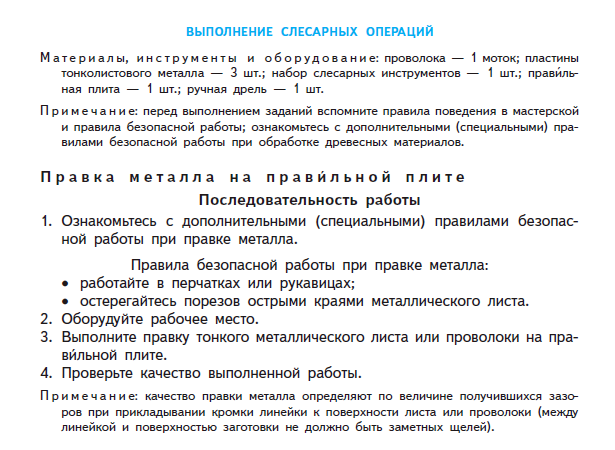 ВЫПОЛНЕНИЕ СЛЕСАРНЫХ ОПЕРАЦИЙ
Материалы, инструменты и оборудование: проволока — 1 моток; пластины
тонколистового металла — 3 шт.; набор слесарных инструментов — 1 шт.; прави́ль-
ная плита — 1 шт.; ручная дрель — 1 шт.
Примечание: перед выполнением заданий вспомните правила поведения в мастерской
и правила безопасной работы; ознакомьтесь с дополнительными (специальными) пра-
вилами безопасной работы при обработке древесных материалов.
Правка металла на прави́льной плите
Последовательность работы
1. Ознакомьтесь с дополнительными (специальными) правилами безопас-
ной работы при правке металла.
Правила безопасной работы при правке металла:
• работайте в перчатках или рукавицах;
• остерегайтесь порезов острыми краями металлического листа.
2. Оборудуйте рабочее место.
3. Выполните правку тонкого металлического листа или проволоки на пра-
ви́льной плите.
4. Проверьте качество выполненной работы.
Примечание: качество правки металла определяют по величине получившихся зазо-
ров при прикладывании кромки линейки к поверхности листа или проволоки (между
линейкой и поверхностью заготовки не должно быть заметных щелей).